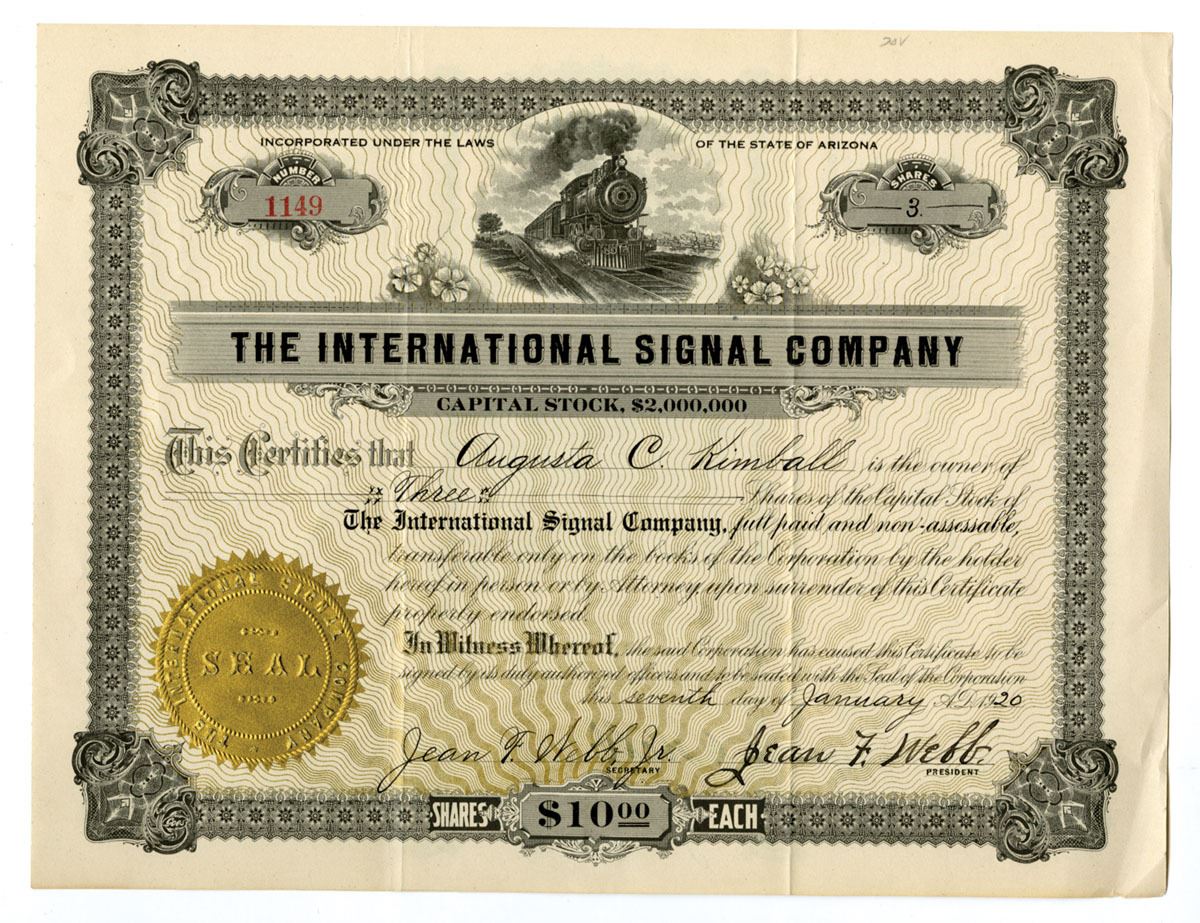 INCORPORATED UNDER THE LAWS OF THE STATE OF ARIZONA
NUMBER
1149
SHARES
3.
THE INTERNATIONAL SIGNAL COMPANY
CAPITAL STOCK, $2,000,000
This Certifies that Augusta C. Kimball is the owner of
Three Shares of the Capital Stock of
The International Signal Company, full paid and non-assessable,
transferable only on the books of the Corporation by the holder
hereof in person or by Attorney upon surrender of this Certificate
properly endorsed.
In Witness Whereof, the said Corporation has caused this Certificate to be
signed by its duly authorized officers and to be sealed with the Seal of the Corporation
this seventh day of January A.D. 1920
THE INTERNATIONAL SIGNAL COMPANY
SEAL
Jean F. Webb, Jr.
SECRETARY
Jean F. Webb.
PRESIDENT
SHARES $10.00 EACH